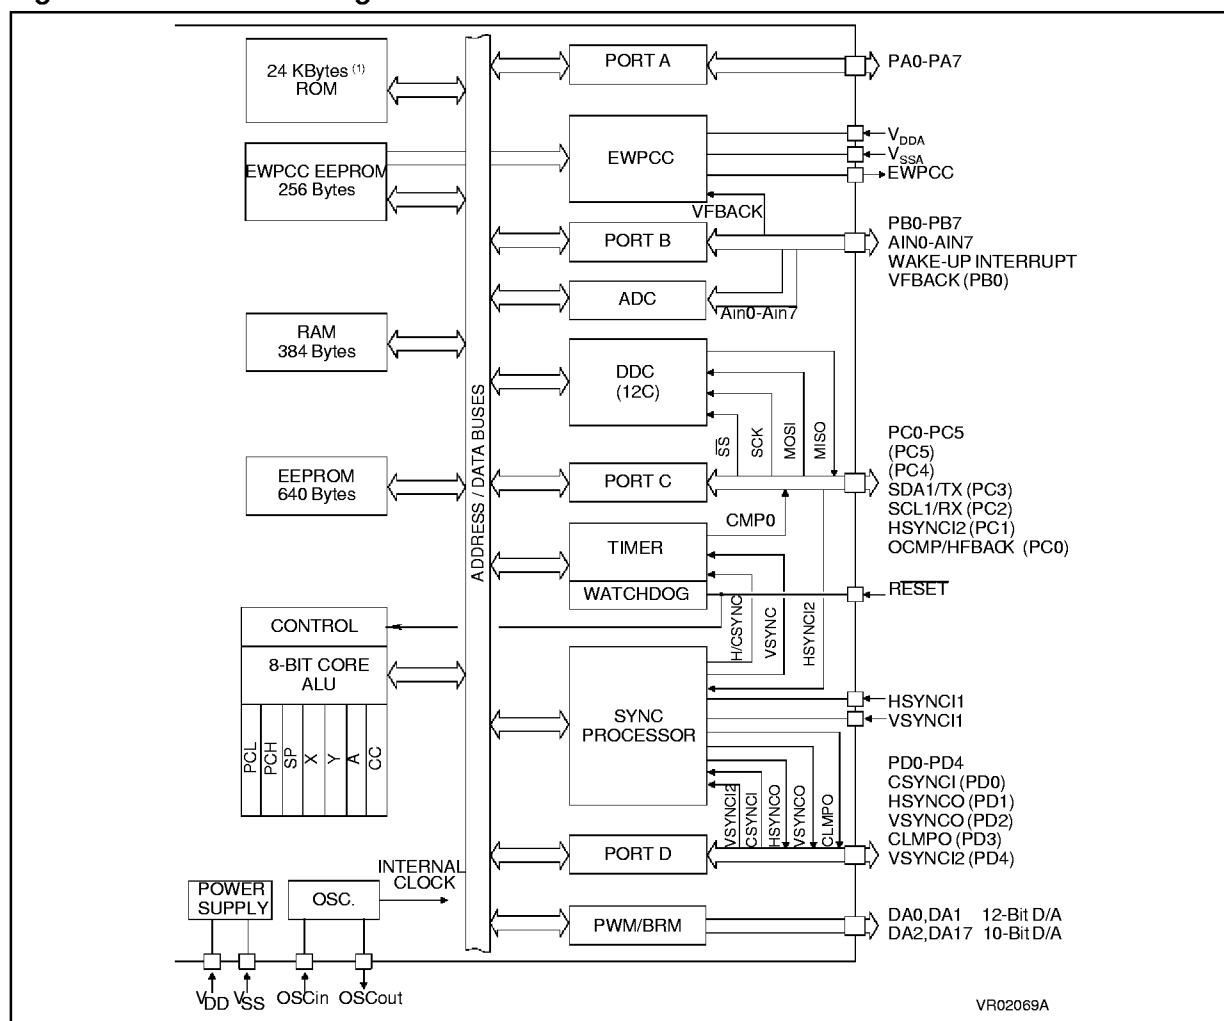 24 KBytes (1)
ROM
EWPCC EEPROM
256 Bytes
RAM
384 Bytes
EEPROM
640 Bytes
CONTROL
8-BIT CORE
ALU
PCL
PCH
SP
X
Y
A
CC
POWER
SUPPLY
OSC.
INTERNAL
CLOCK
VDD
VSS
OSCin
OSCout
ADDRESS / DATA BUSES
PORT A
EWPCC
VFBACK
PORT B
ADC
Ain0-Ain7
DDC
(12C)
SS
SCK
MOSI
MISO
PORT C
CMP0
TIMER
WATCHDOG
H/CSYNC
VSYNC
HSYNCI2
SYNC
PROCESSOR
VSYNCI2
CSYNCI
HSYNCO
VSYNCO
CLMPO
PORT D
PWM/BRM
PA0-PA7
VDDA
VSSA
EWPCC
PB0-PB7
AIN0-AIN7
WAKE-UP INTERRUPT
VFBACK (PB0)
PC0-PC5
(PC5)
(PC4)
SDA1/TX (PC3)
SCL1/RX (PC2)
HSYNCI2 (PC1)
OCMP/HFBACK (PC0)
RESET
HSYNCI1
VSYNCI1
PD0-PD4
CSYNCI (PD0)
HSYNCO (PD1)
VSYNCO (PD2)
CLMPO (PD3)
VSYNCI2 (PD4)
DA0,DA1 12-Bit D/A
DA2,DA17 10-Bit D/A
VR02069A